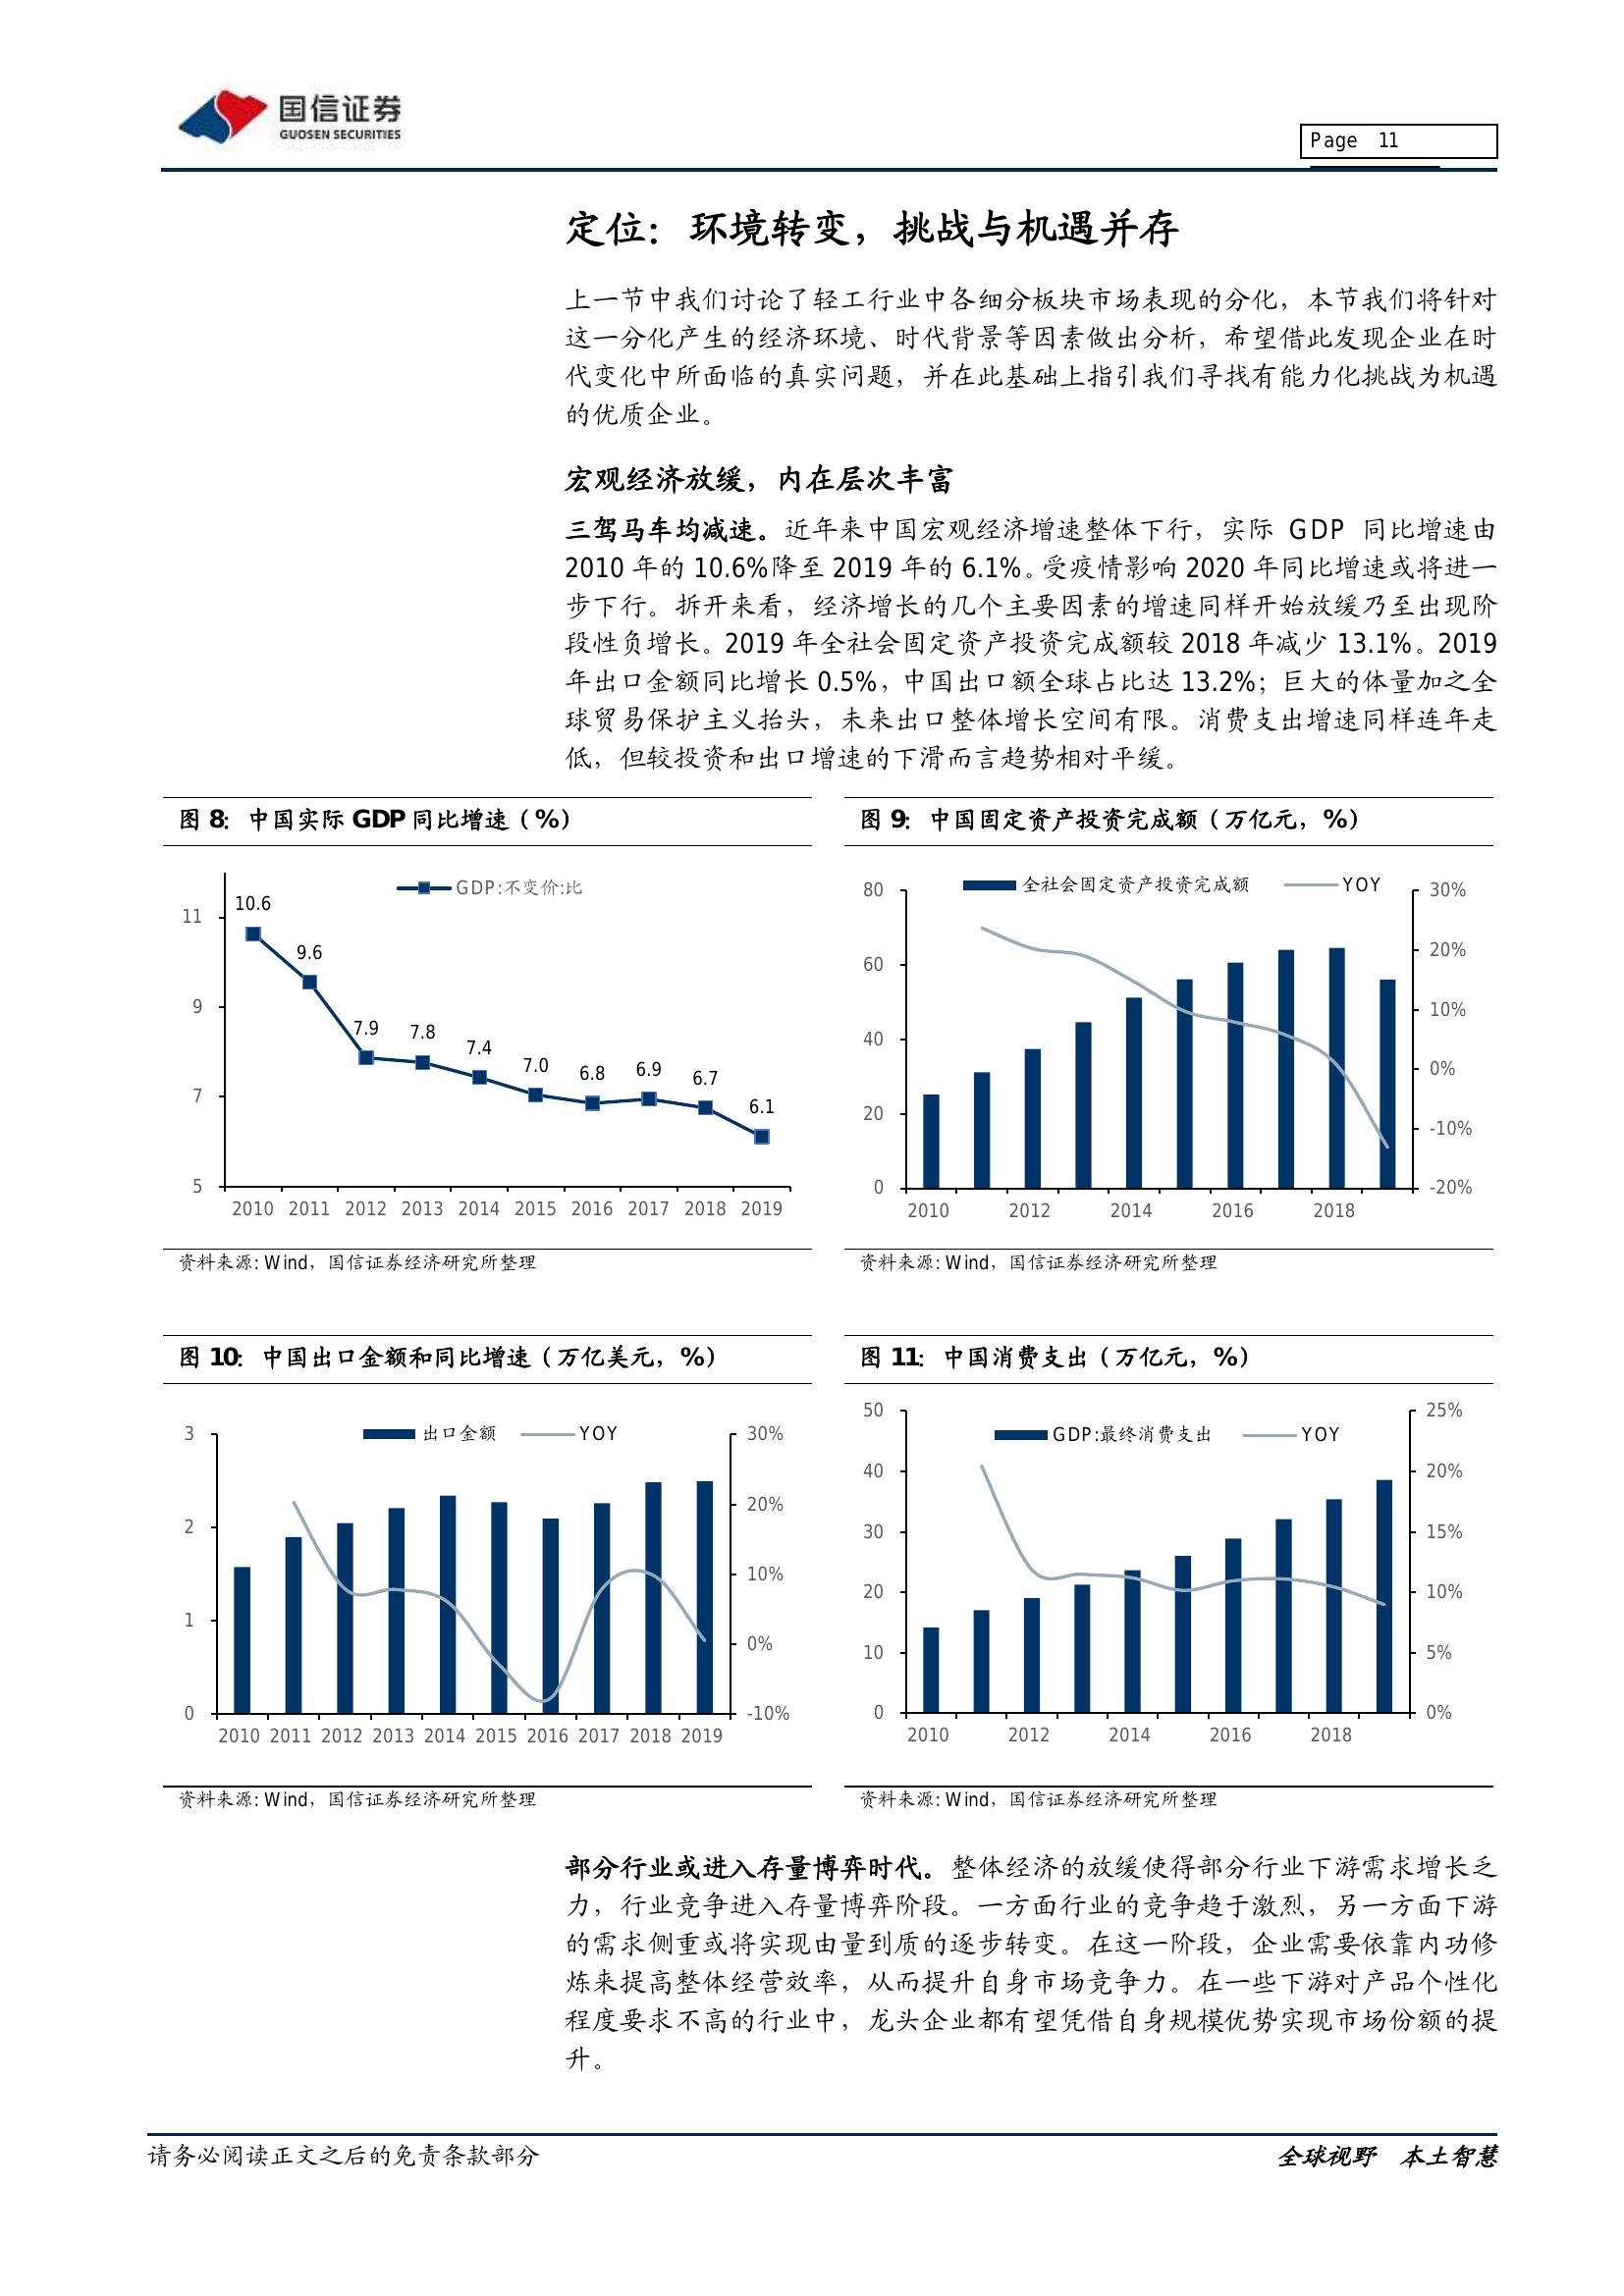 国信证券
GUOSEN SECURITIES
Page 11
定位：环境转变，挑战与机遇并存
上一节中我们讨论了轻工行业中各细分板块市场表现的分化，本节我们将针对
这一分化产生的经济环境、时代背景等因素做出分析，希望借此发现企业在时
代变化中所面临的真实问题，并在此基础上指引我们寻找有能力化挑战为机遇
的优质企业。
宏观经济放缓，内在层次丰富
三驾马车均减速。近年来中国宏观经济增速整体下行，实际 GDP 同比增速由
2010 年的 10.6%降至 2019 年的 6.1%。受疫情影响 2020 年同比增速或将进一
步下行。拆开来看，经济增长的几个主要因素的增速同样开始放缓乃至出现阶
段性负增长。2019 年全社会固定资产投资完成额较 2018 年减少 13.1%。2019
年出口金额同比增长 0.5%，中国出口额全球占比达 13.2%；巨大的体量加之全
球贸易保护主义抬头，未来出口整体增长空间有限。消费支出增速同样连年走
低，但较投资和出口增速的下滑而言趋势相对平缓。
图 8：中国实际 GDP 同比增速（%）
GDP:不变价:比
11
9
7
5
10.6
9.6
7.9
7.8
7.4
7.0
6.8
6.9
6.7
6.1
2010 2011 2012 2013 2014 2015 2016 2017 2018 2019
资料来源: Wind，国信证券经济研究所整理
图 9：中国固定资产投资完成额（万亿元，%）
全社会固定资产投资完成额 YOY
80
60
40
20
0
30%
20%
10%
0%
-10%
-20%
2010 2012 2014 2016 2018
资料来源: Wind，国信证券经济研究所整理
图 10：中国出口金额和同比增速（万亿美元，%）
出口金额 YOY
3
2
1
0
30%
20%
10%
0%
-10%
2010 2011 2012 2013 2014 2015 2016 2017 2018 2019
资料来源: Wind，国信证券经济研究所整理
图 11：中国消费支出（万亿元，%）
GDP:最终消费支出 YOY
50
40
30
20
10
0
25%
20%
15%
10%
5%
0%
2010 2012 2014 2016 2018
资料来源: Wind，国信证券经济研究所整理
部分行业或进入存量博弈时代。整体经济的放缓使得部分行业下游需求增长乏
力，行业竞争进入存量博弈阶段。一方面行业的竞争趋于激烈，另一方面下游
的需求侧重或将实现由量到质的逐步转变。在这一阶段，企业需要依靠内功修
炼来提高整体经营效率，从而提升自身市场竞争力。在一些下游对产品个性化
程度要求不高的行业中，龙头企业都有望凭借自身规模优势实现市场份额的提
升。
请务必阅读正文之后的免责条款部分
全球视野 本土智慧